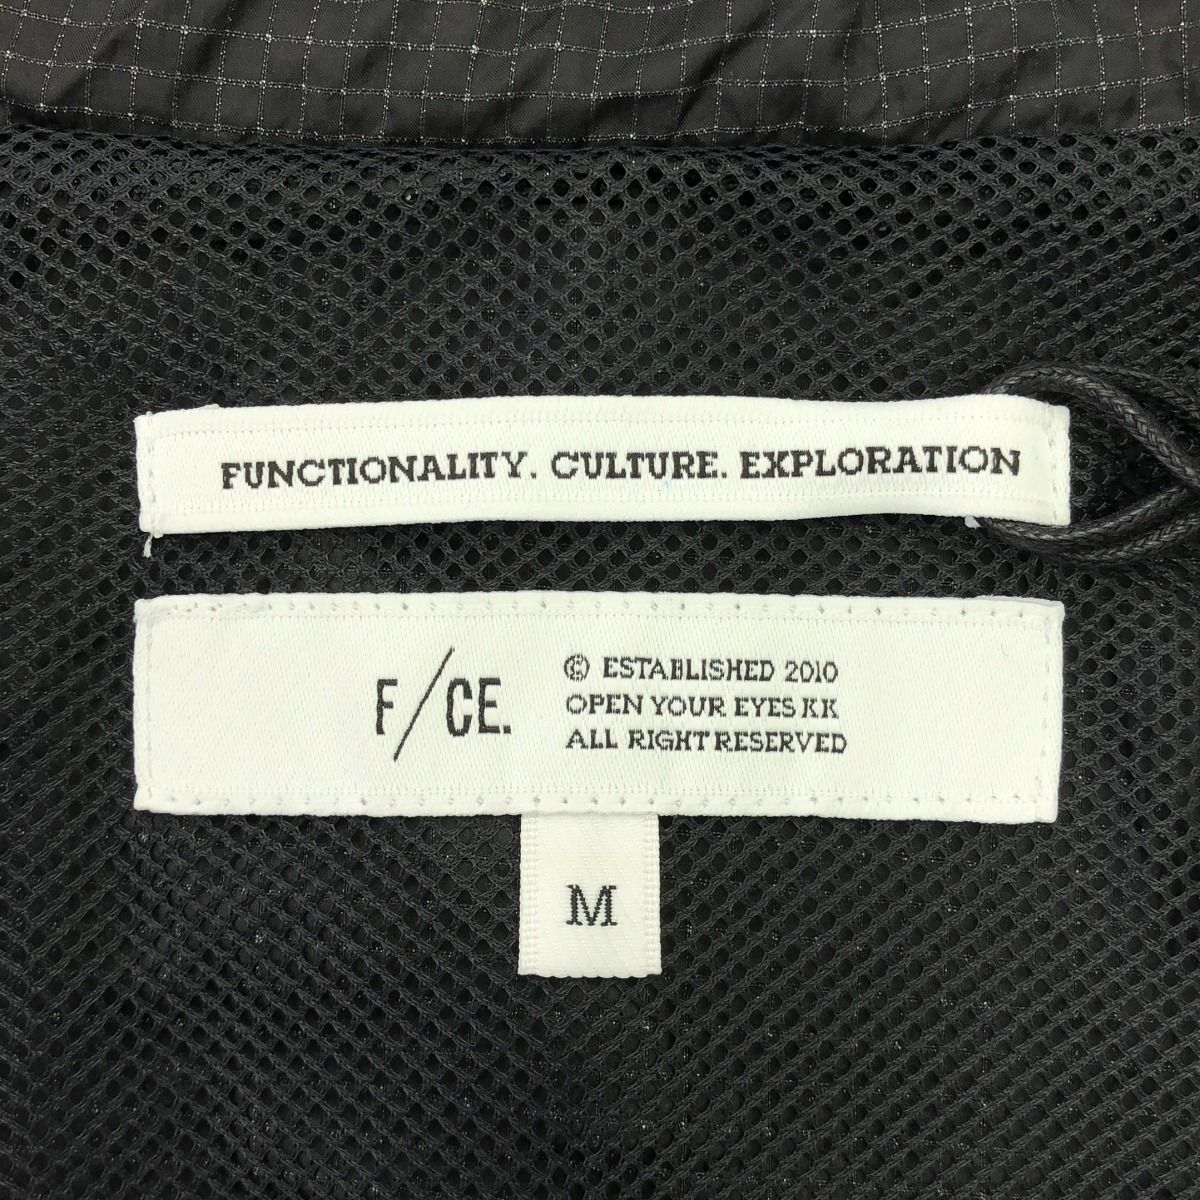 FUNCTIONALITY. CULTURE. EXPLORATION
F/CE.
© ESTABLISHED 2010
OPEN YOUR EYES KK
ALL RIGHT RESERVED
M